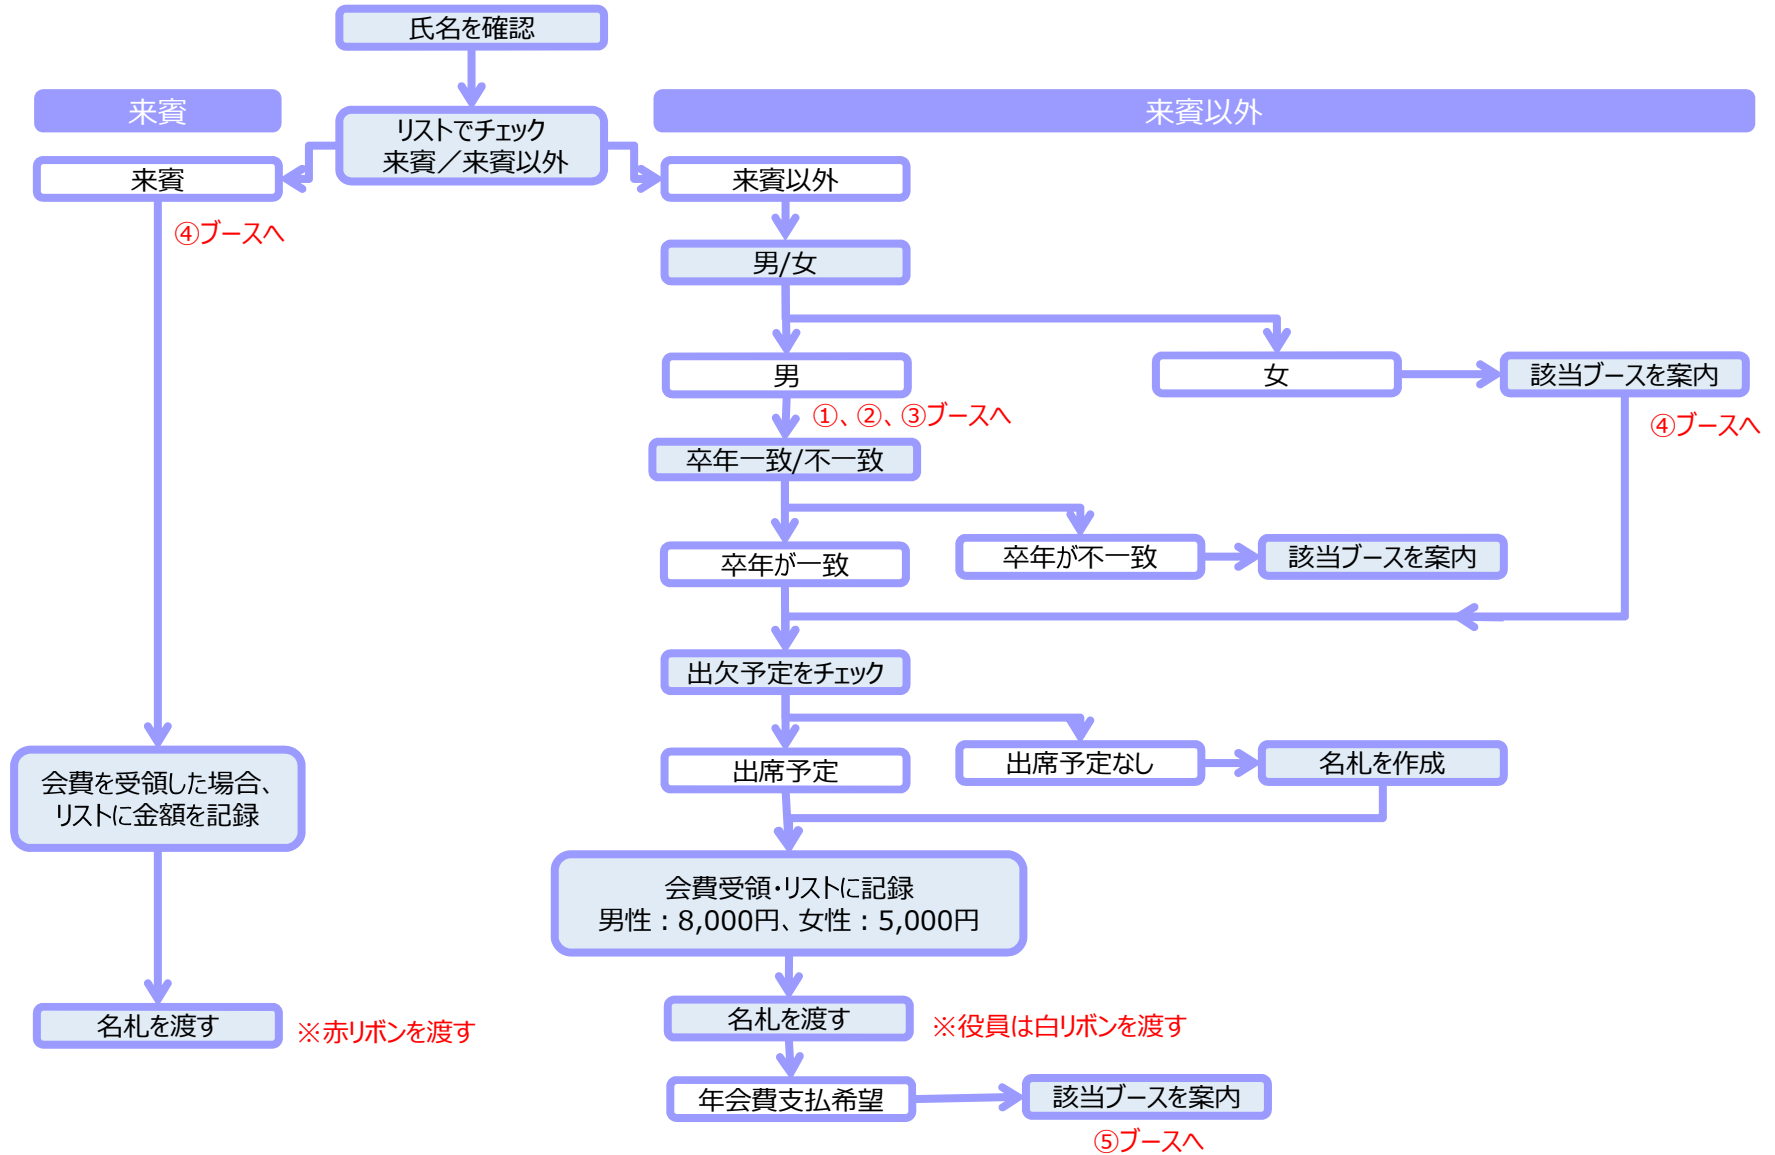 氏名を確認
来賓
来賓以外
リストでチェック
来賓／来賓以外
来賓
来賓以外
④ブースへ
男/女
男
女
該当ブースを案内
①、②、③ブースへ
④ブースへ
卒年一致/不一致
卒年が一致
卒年が不一致
該当ブースを案内
出欠予定をチェック
出席予定
出席予定なし
名札を作成
会費を受領した場合、
リストに金額を記録
会費受領・リストに記録
男性：8,000円、女性：5,000円
名札を渡す
※赤リボンを渡す
名札を渡す
※役員は白リボンを渡す
年会費支払希望
該当ブースを案内
⑤ブースへ